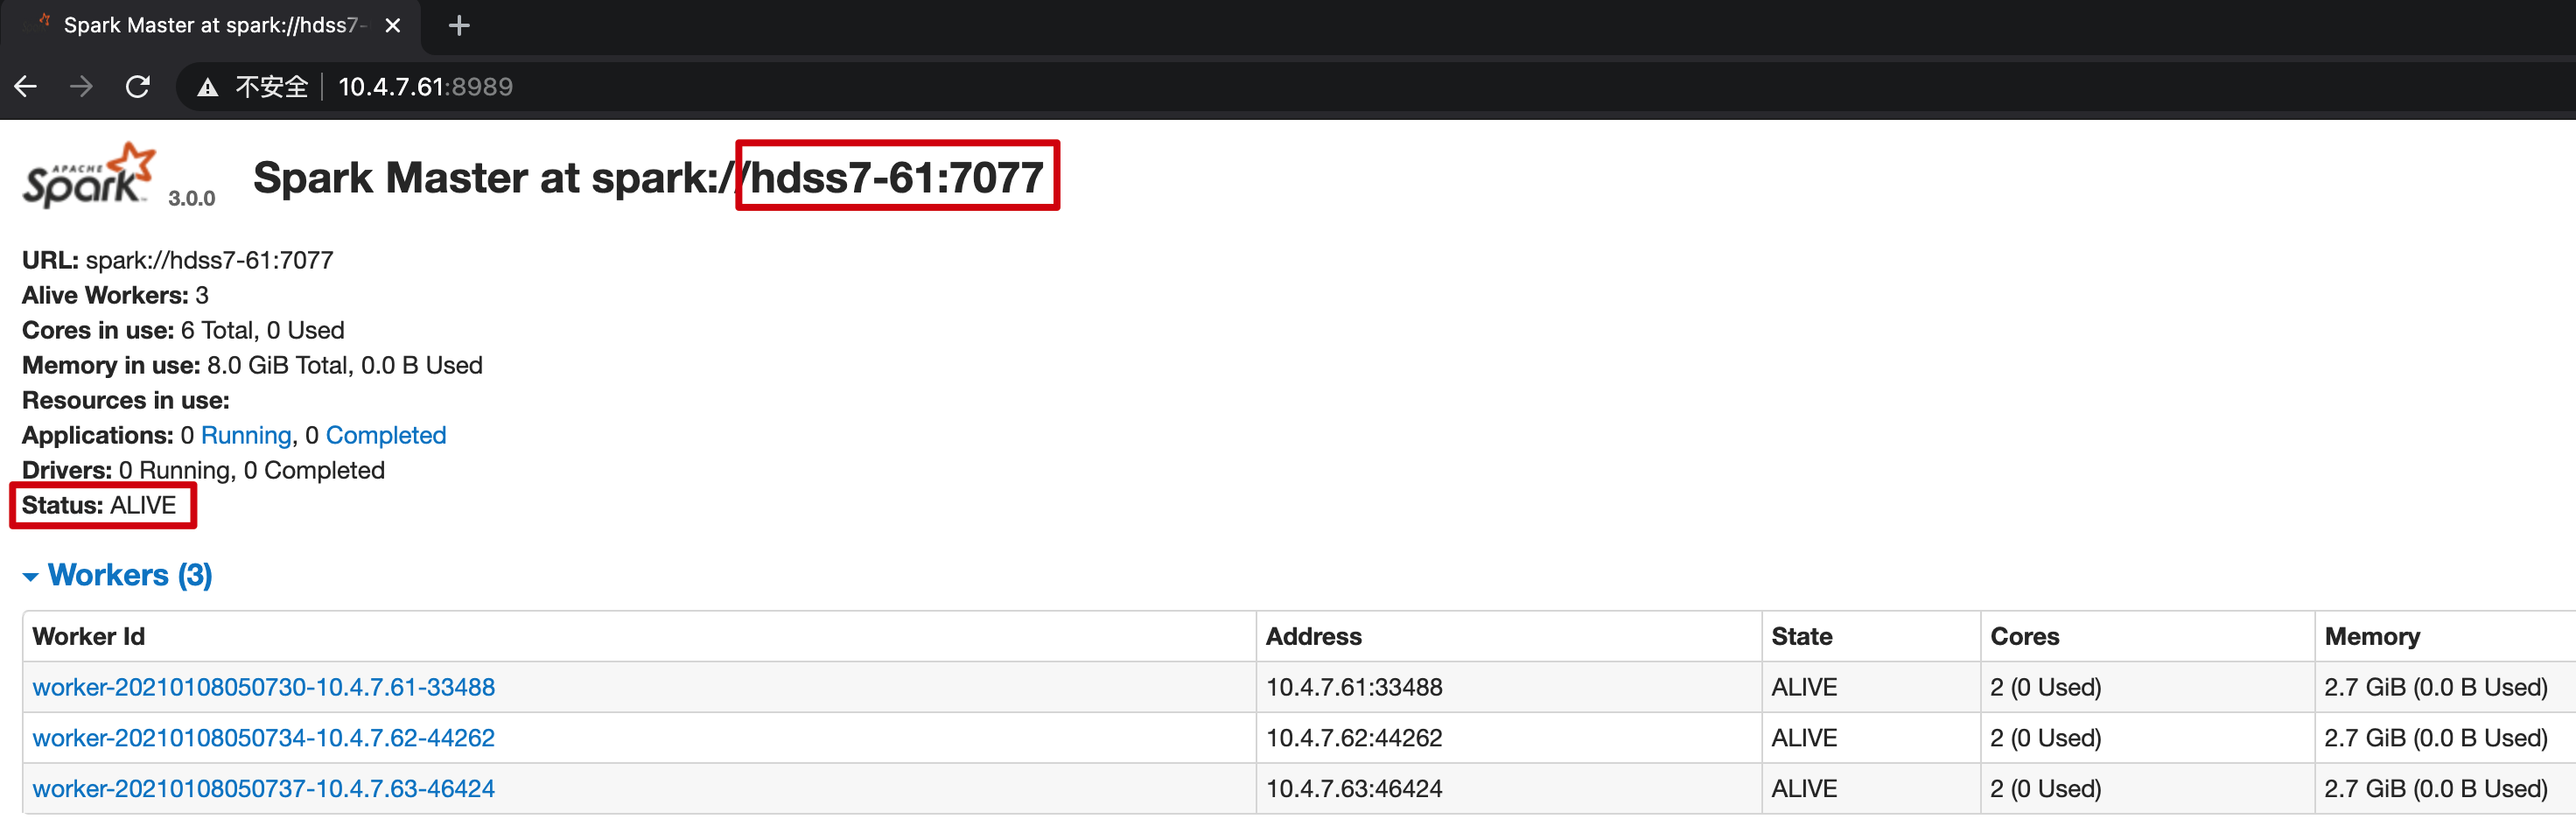 Spark Master at spark://hdss7-
不安全 10.4.7.61:8989
APACHE Spark 3.0.0 Spark Master at spark://hdss7-61:7077
URL: spark://hdss7-61:7077
Alive Workers: 3
Cores in use: 6 Total, 0 Used
Memory in use: 8.0 GiB Total, 0.0 B Used
Resources in use:
Applications: 0 Running, 0 Completed
Drivers: 0 Running, 0 Completed
Status: ALIVE
Workers (3)
Worker Id Address State Cores Memory
worker-20210108050730-10.4.7.61-33488 10.4.7.61:33488 ALIVE 2 (0 Used) 2.7 GiB (0.0 B Used)
worker-20210108050734-10.4.7.62-44262 10.4.7.62:44262 ALIVE 2 (0 Used) 2.7 GiB (0.0 B Used)
worker-20210108050737-10.4.7.63-46424 10.4.7.63:46424 ALIVE 2 (0 Used) 2.7 GiB (0.0 B Used)